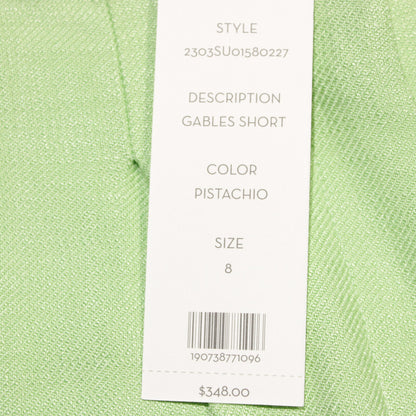 STYLE
2303SU01580227
DESCRIPTION
GABLES SHORT
COLOR
PISTACHIO
SIZE
8
190738771096
$348.00